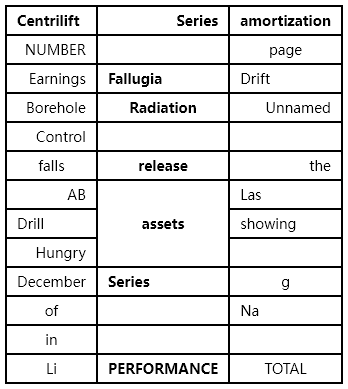 Centrilift Series amortization
NUMBER page
Earnings Fallugia Drift
Borehole Radiation Unnamed
Control
falls release the
AB Las
Drill assets showing
Hungry
December Series g
of Na
in
Li PERFORMANCE TOTAL